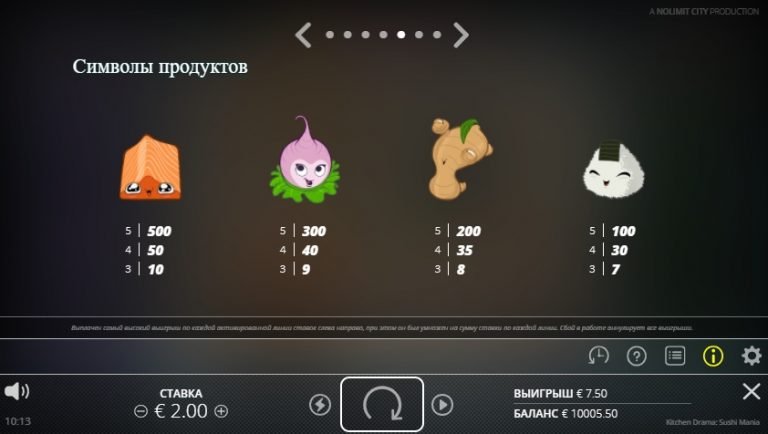 A NOLIMIT CITY PRODUCTION
Символы продуктов
5 | 500
4 | 50
3 | 10
5 | 300
4 | 40
3 | 9
5 | 200
4 | 35
3 | 8
5 | 100
4 | 30
3 | 7
Выплачен самый высокий выигрыш по каждой активированной линии ставок слева направо, при этом он был умножен на сумму ставки по каждой линии. Сбой в работе аннулирует все выигрыши.
СТАВКА
€ 2.00
ВЫИГРЫШ € 7.50
БАЛАНС € 10005.50
10:13
Kitchen Drama: Sushi Mania